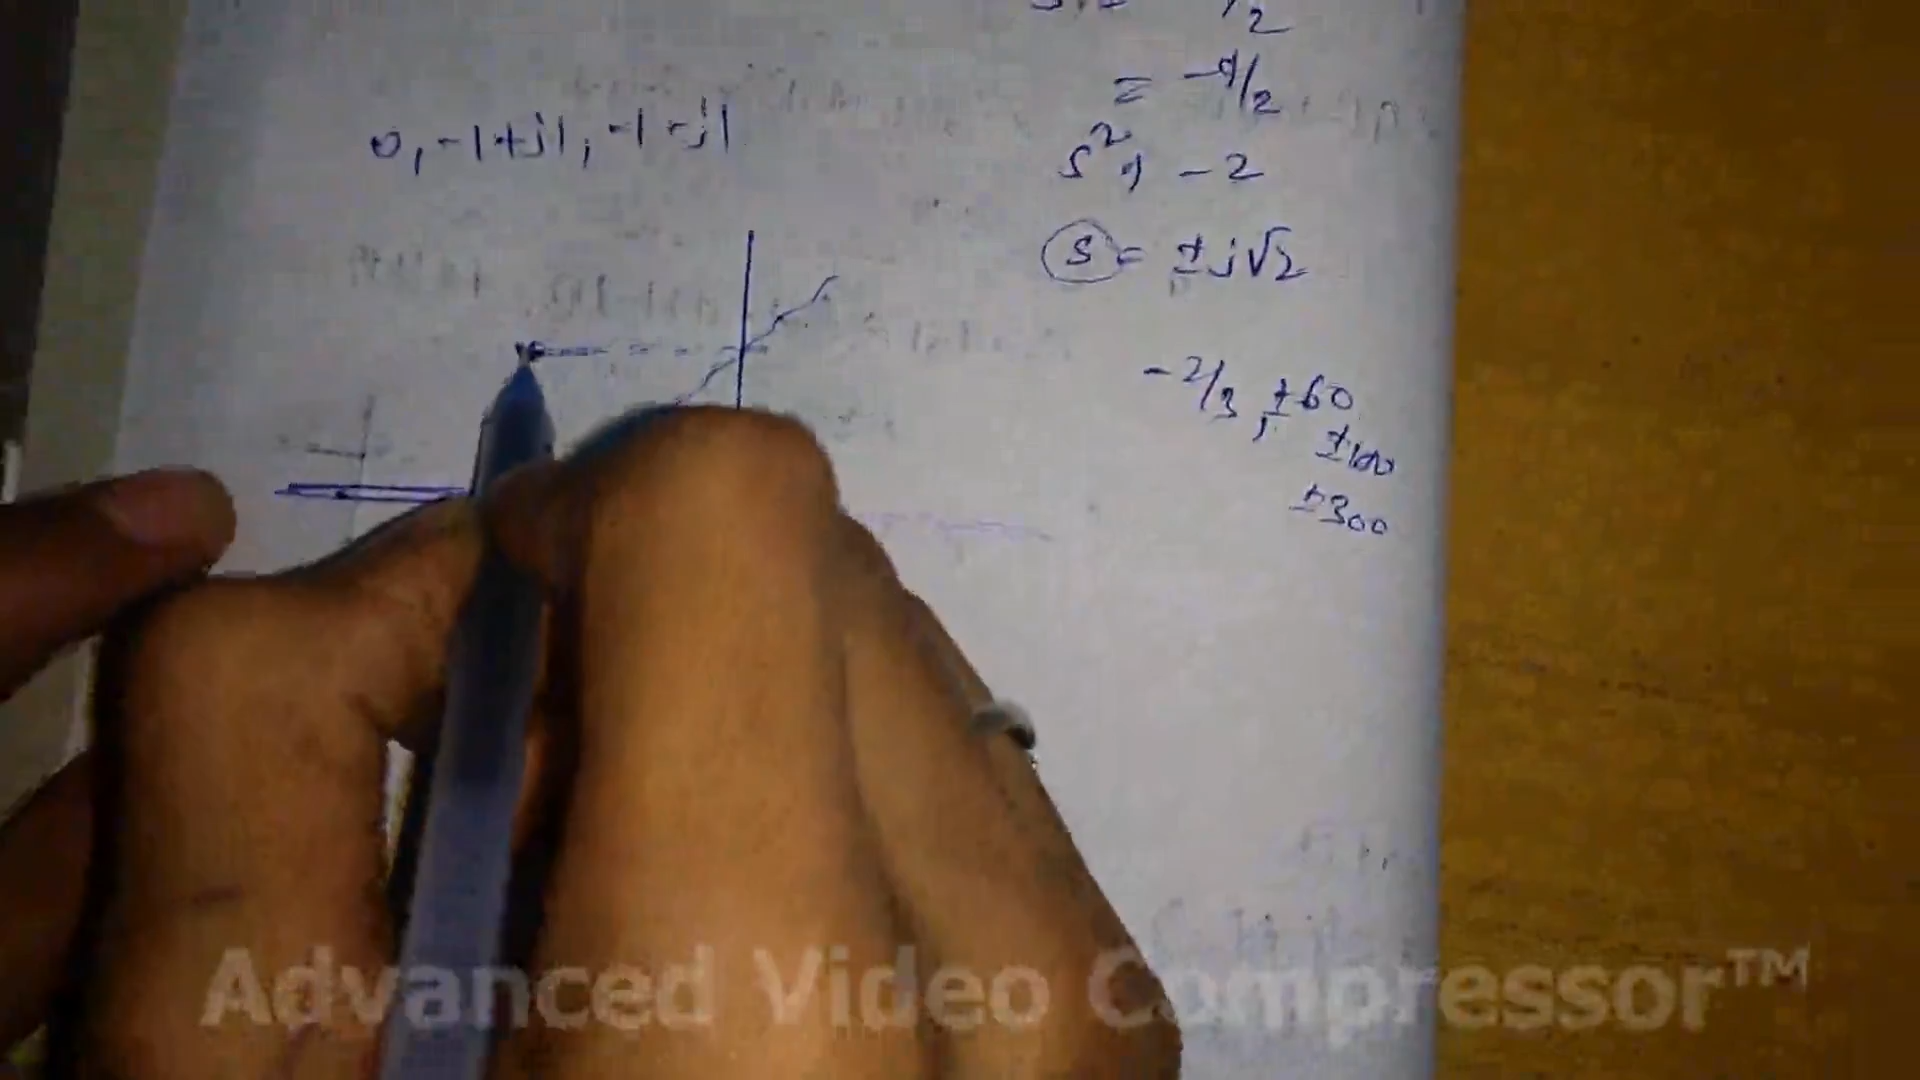 0, -1+j1, -1-j1
= -4/2
s² = -2
s = ±j√2
-2/3, ±60
±180
±300
Advanced Video Compressor™